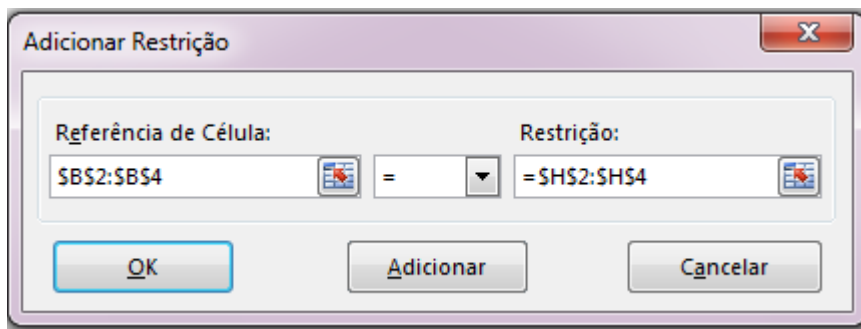 Adicionar Restrição
Referência de Célula: Restrição:
$B$2:$B$4 = =$H$2:$H$4
OK Adicionar Cancelar